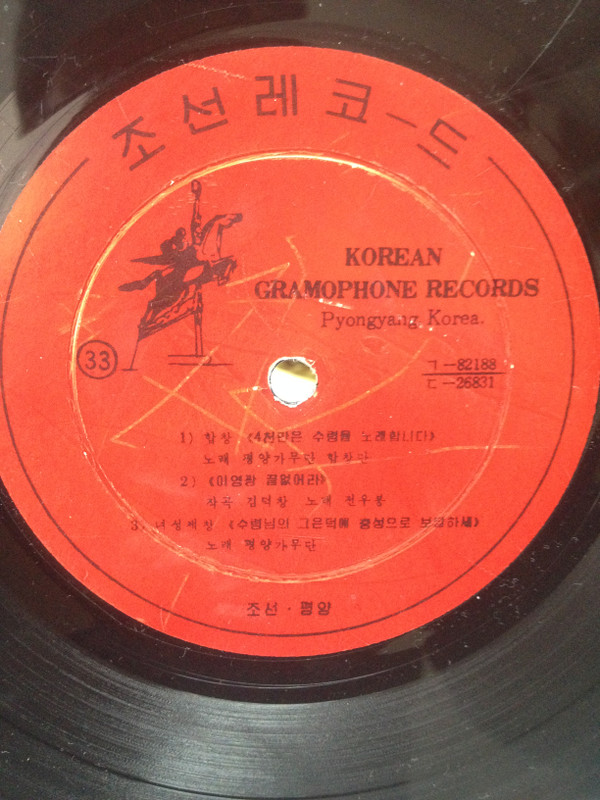 조선레코―드
KOREAN
GRAMOPHONE RECORDS
Pyongyang, Korea.
33
ㄱ—82188
ㄷ—26831
1) 합창 《4천만은 수령을 노래합니다》
노래 평양가무단 합창단
2) 《이영광 끝없어라》
작곡 김덕창 노래 전우봉
3. 녀성제창 《수령님의 그은덕에 충성으로 보답하세》
노래 평양가무단
조선·평양